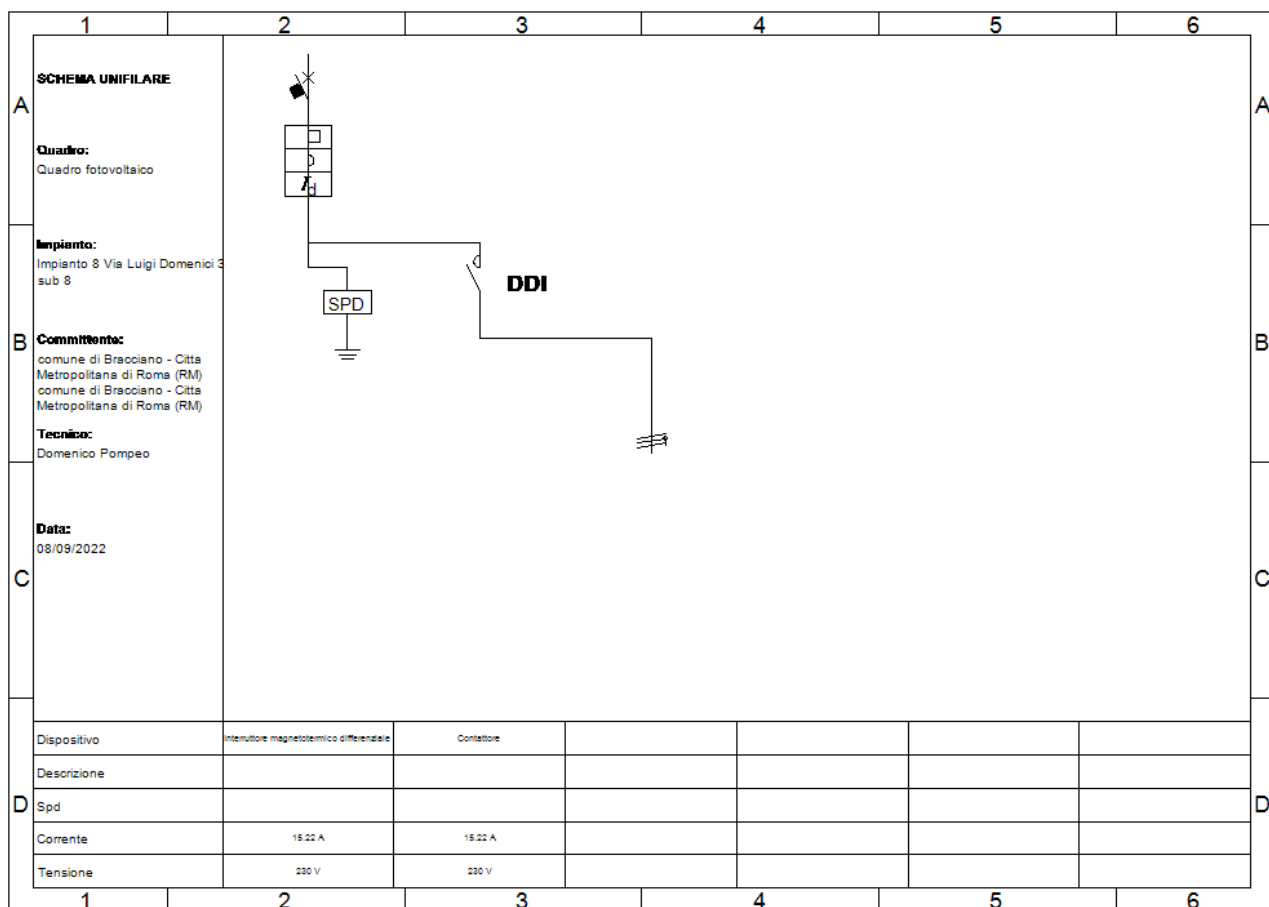 1 2 3 4 5 6
A A
SCHEMA UNIFILARE
Quadro:
Quadro fotovoltaico
d
B B
Impianto:
Impianto 8 Via Luigi Domenici 3
sub 8
DDI
SPD
Committente:
comune di Bracciano - Citta
Metropolitana di Roma (RM)
comune di Bracciano - Citta
Metropolitana di Roma (RM)
Tecnico:
Domenico Pompeo
C C
Data:
08/09/2022
D D
Dispositivo Interruttore magnetotermico differenziale Contattore
Descrizione
Spd
Corrente 15.22 A 15.22 A
Tensione 230 V 230 V
1 2 3 4 5 6